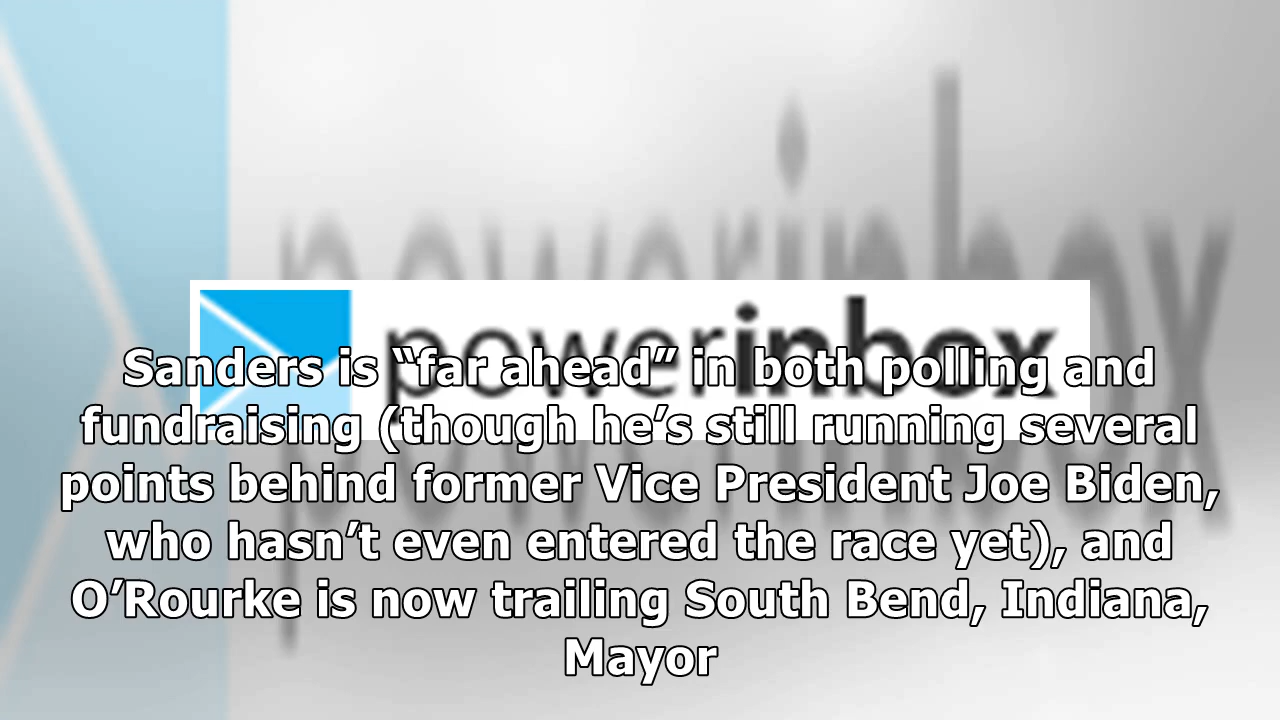 powerinbox
powerinbox
Sanders is “far ahead” in both polling and
fundraising (though he’s still running several
points behind former Vice President Joe Biden,
who hasn’t even entered the race yet), and
O’Rourke is now trailing South Bend, Indiana,
Mayor